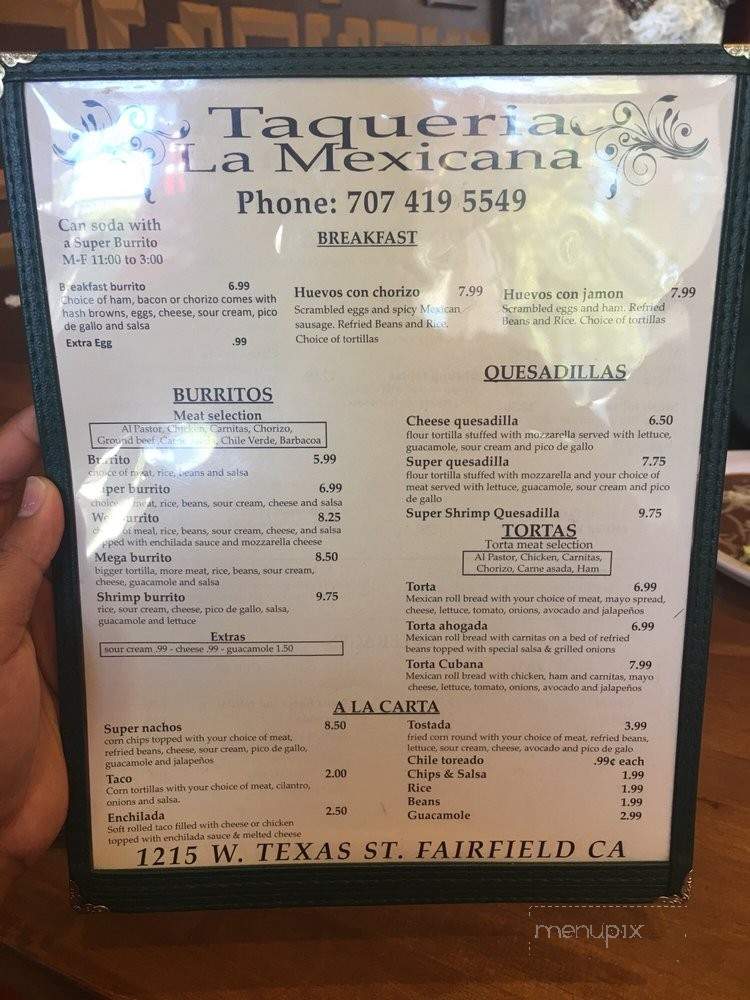 Taqueria
La Mexicana
Phone: 707 419 5549
Can soda with
a Super Burrito
M-F 11:00 to 3:00
BREAKFAST
Breakfast burrito 6.99
Choice of ham, bacon or chorizo comes with
hash browns, eggs, cheese, sour cream, pico
de gallo and salsa
Extra Egg .99
Huevos con chorizo 7.99
Scrambled eggs and spicy Mexican
sausage. Refried Beans and Rice.
Choice of tortillas
Huevos con jamon 7.99
Scrambled eggs and ham. Refried
Beans and Rice. Choice of tortillas
BURRITOS
Meat selection
Al Pastor, Chicken, Carnitas, Chorizo,
Ground beef, Carne Asada, Chile Verde, Barbacoa
Burrito 5.99
choice of meat, rice, beans and salsa
Super burrito 6.99
choice meat, rice, beans, sour cream, cheese and salsa
Wet burrito 8.25
of meat, rice, beans, sour cream, cheese, and salsa
topped with enchilada sauce and mozzarella cheese
Mega burrito 8.50
bigger tortilla, more meat, rice, beans, sour cream,
cheese, guacamole and salsa
Shrimp burrito 9.75
rice, sour cream, cheese, pico de gallo, salsa,
guacamole and lettuce
Extras
sour cream .99 - cheese .99 - guacamole 1.50
QUESADILLAS
Cheese quesadilla 6.50
flour tortilla stuffed with mozzarella served with lettuce,
guacamole, sour cream and pico de gallo
Super quesadilla 7.75
flour tortilla stuffed with mozzarella and your choice of
meat served with lettuce, guacamole, sour cream and pico
de gallo
Super Shrimp Quesadilla 9.75
TORTAS
Torta meat selection
Al Pastor, Chicken, Carnitas,
Chorizo, Carne asada, Ham
Torta 6.99
Mexican roll bread with your choice of meat, mayo spread,
cheese, lettuce, tomato, onions, avocado and jalapeños
Torta ahogada 6.99
Mexican roll bread with carnitas on a bed of refried
beans topped with special salsa & grilled onions
Torta Cubana 7.99
Mexican roll bread with chicken, ham and carnitas, mayo
cheese, lettuce, tomato, onions, avocado and jalapeños
A LA CARTA
Super nachos 8.50
corn chips topped with your choice of meat,
refried beans, cheese, sour cream, pico de gallo,
guacamole and jalapeños
Taco 2.00
Corn tortillas with your choice of meat, cilantro,
onions and salsa.
Enchilada 2.50
Soft rolled taco filled with cheese or chicken
topped with enchilada sauce & melted cheese
Tostada 3.99
fried corn round with your choice of meat, refried beans,
lettuce, sour cream, cheese, avocado and pico de galo
Chile toreado .99¢ each
Chips & Salsa 1.99
Rice 1.99
Beans 1.99
Guacamole 2.99
1215 W. TEXAS ST. FAIRFIELD CA
menupix